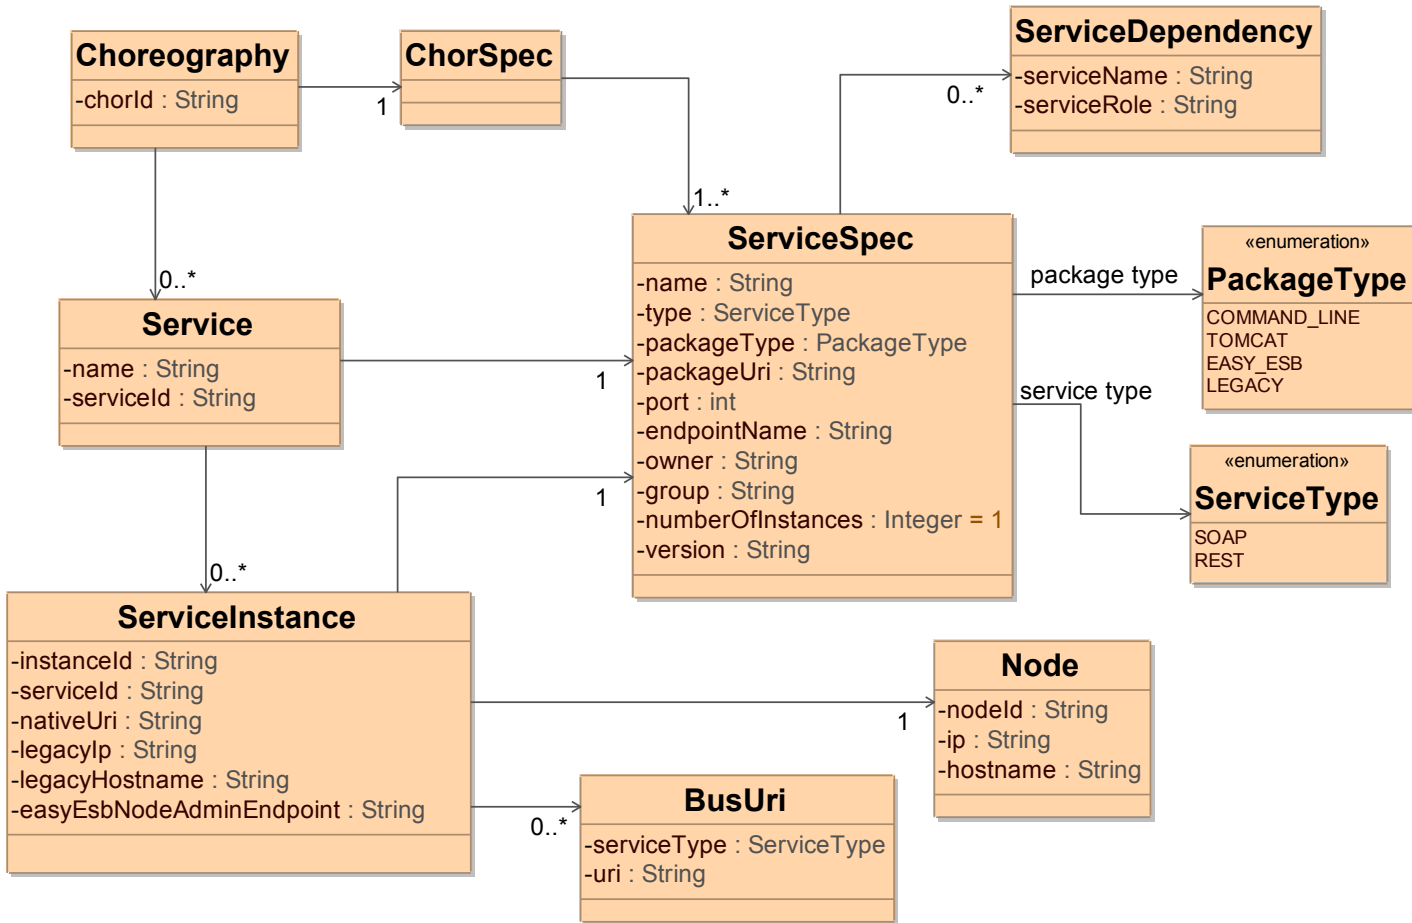 Choreography
-chorId : String
1
ChorSpec
ServiceDependency
-serviceName : String
-serviceRole : String
0..*
1..*
0..*
Service
-name : String
-serviceId : String
1
ServiceSpec
-name : String
-type : ServiceType
-packageType : PackageType
-packageUri : String
-port : int
-endpointName : String
-owner : String
-group : String
-numberOfInstances : Integer = 1
-version : String
package type
«enumeration»
PackageType
COMMAND_LINE
TOMCAT
EASY_ESB
LEGACY
service type
«enumeration»
ServiceType
SOAP
REST
1
0..*
ServiceInstance
-instanceId : String
-serviceId : String
-nativeUri : String
-legacyIp : String
-legacyHostname : String
-easyEsbNodeAdminEndpoint : String
1
Node
-nodeId : String
-ip : String
-hostname : String
0..*
BusUri
-serviceType : ServiceType
-uri : String